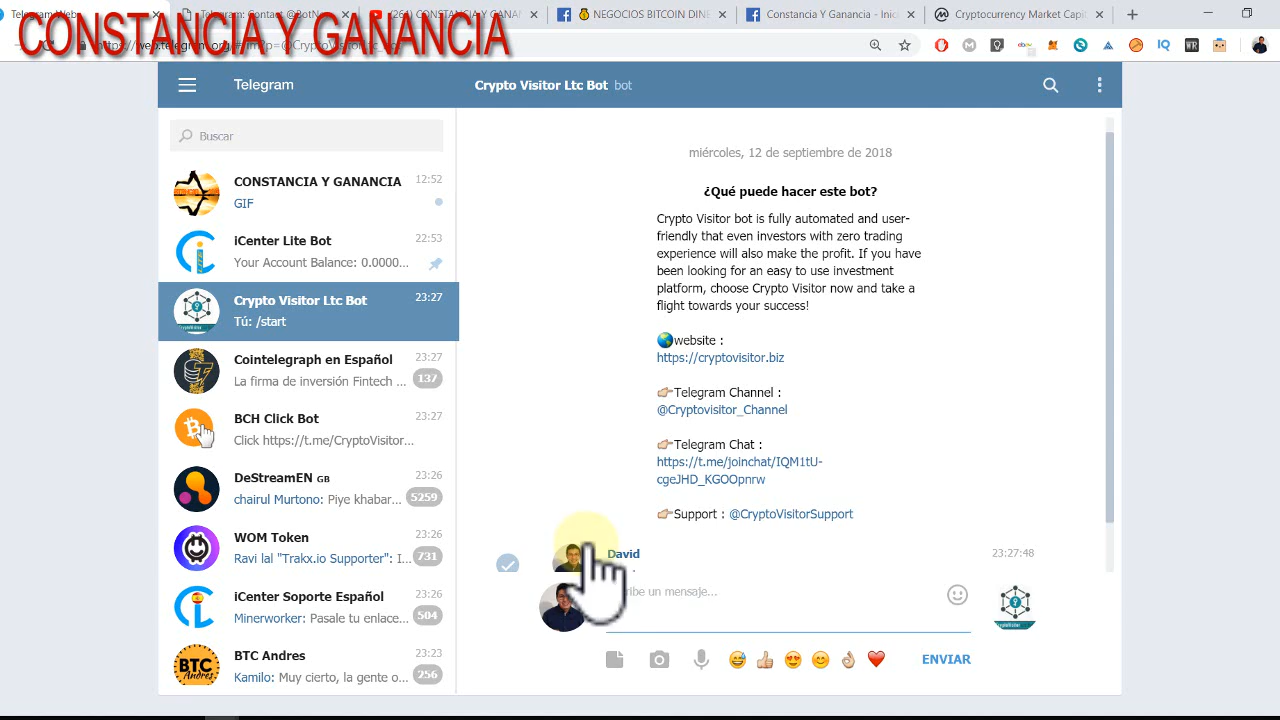 Telegram Web
Telegram: Contact @BotN
(261) CONSTANCIA Y GANA
NEGOCIOS BITCOIN DINE
Constancia Y Ganancia - Inic
Cryptocurrency Market Capit
CONSTANCIA Y GANANCIA
Telegram
Crypto Visitor Ltc Bot bot
Buscar
CONSTANCIA Y GANANCIA 12:52
GIF
iCenter Lite Bot 22:53
Your Account Balance: 0.0000...
Crypto Visitor Ltc Bot 23:27
Tú: /start
Cointelegraph en Español 23:27
La firma de inversión Fintech ... 137
BCH Click Bot 23:27
Click https://t.me/CryptoVisitor...
DeStreamEN GB 23:26
chairul Murtono: Piye khabar... 5259
WOM Token 23:26
Ravi lal "Trakx.io Supporter": I... 731
iCenter Soporte Español 23:26
Minerworker: Pasale tu enlace... 504
BTC Andres 23:23
Kamilo: Muy cierto, la gente o... 256
miércoles, 12 de septiembre de 2018
¿Qué puede hacer este bot?
Crypto Visitor bot is fully automated and user-
friendly that even investors with zero trading
experience will also make the profit. If you have
been looking for an easy to use investment
platform, choose Crypto Visitor now and take a
flight towards your success!
website :
https://cryptovisitor.biz
Telegram Channel :
@Cryptovisitor_Channel
Telegram Chat :
https://t.me/joinchat/IQM1tU-
cgeJHD_KGOOpnrw
Support : @CryptoVisitorSupport
David 23:27:48
ribe un mensaje...
ENVIAR